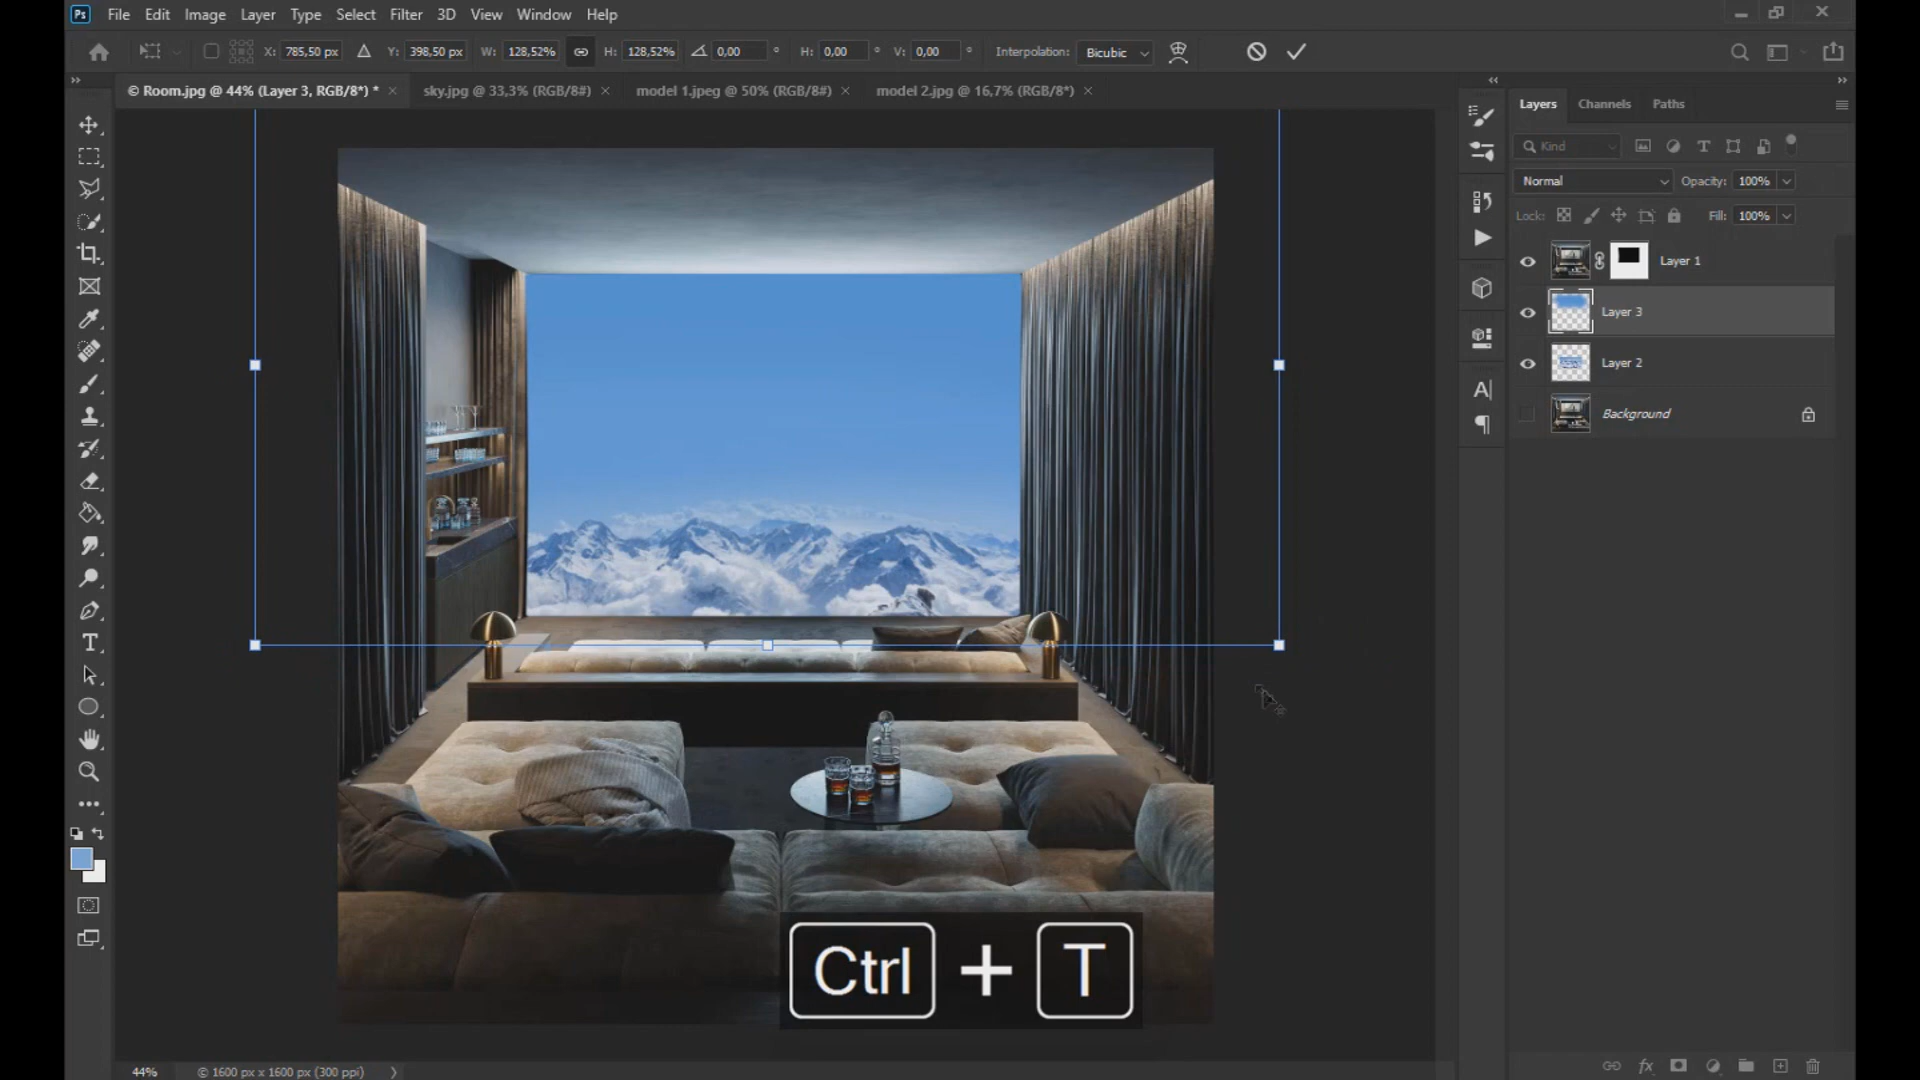 Ps File Edit Image Layer Type Select Filter 3D View Window Help
X: 785,50 px Y: 398,50 px W: 128,52% H: 128,52% 0,00 ° H: 0,00 ° V: 0,00 ° Interpolation: Bicubic
© Room.jpg @ 44% (Layer 3, RGB/8*) * × sky.jpg @ 33,3% (RGB/8#) × model 1.jpeg @ 50% (RGB/8#) × model 2.jpg @ 16,7% (RGB/8*) ×
Layers Channels Paths
Kind
Normal Opacity: 100%
Lock: Fill: 100%
Layer 1
Layer 3
Layer 2
Background
Ctrl + T
44% © 1600 px x 1600 px (300 ppi)